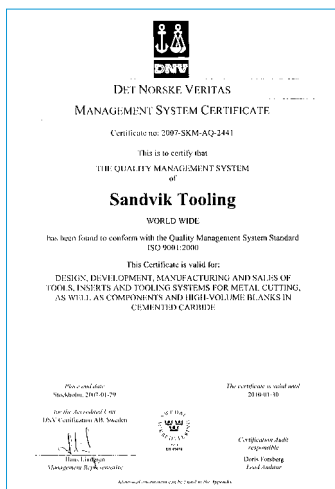 DNV
DET NORSKE VERITAS
MANAGEMENT SYSTEM CERTIFICATE
Certificate no: 2007-SKM-AQ-2441
This is to certify that
THE QUALITY MANAGEMENT SYSTEM
of
Sandvik Tooling
WORLD WIDE
has been found to conform with the Quality Management System Standard
ISO 9001:2000
This Certificate is valid for:
DESIGN, DEVELOPMENT, MANUFACTURING AND SALES OF
TOOLS, INSERTS AND TOOLING SYSTEMS FOR METAL CUTTING,
AS WELL AS COMPONENTS AND HIGH-VOLUME BLANKS IN
CEMENTED CARBIDE
Place and date
Stockholm, 2007-01-29
The certificate is valid until
2010-01-30
for the Accredited Unit
DNV Certification AB, Sweden
Management Representative
Certification Audit
responsible
Doris Forsberg
Lead Auditor